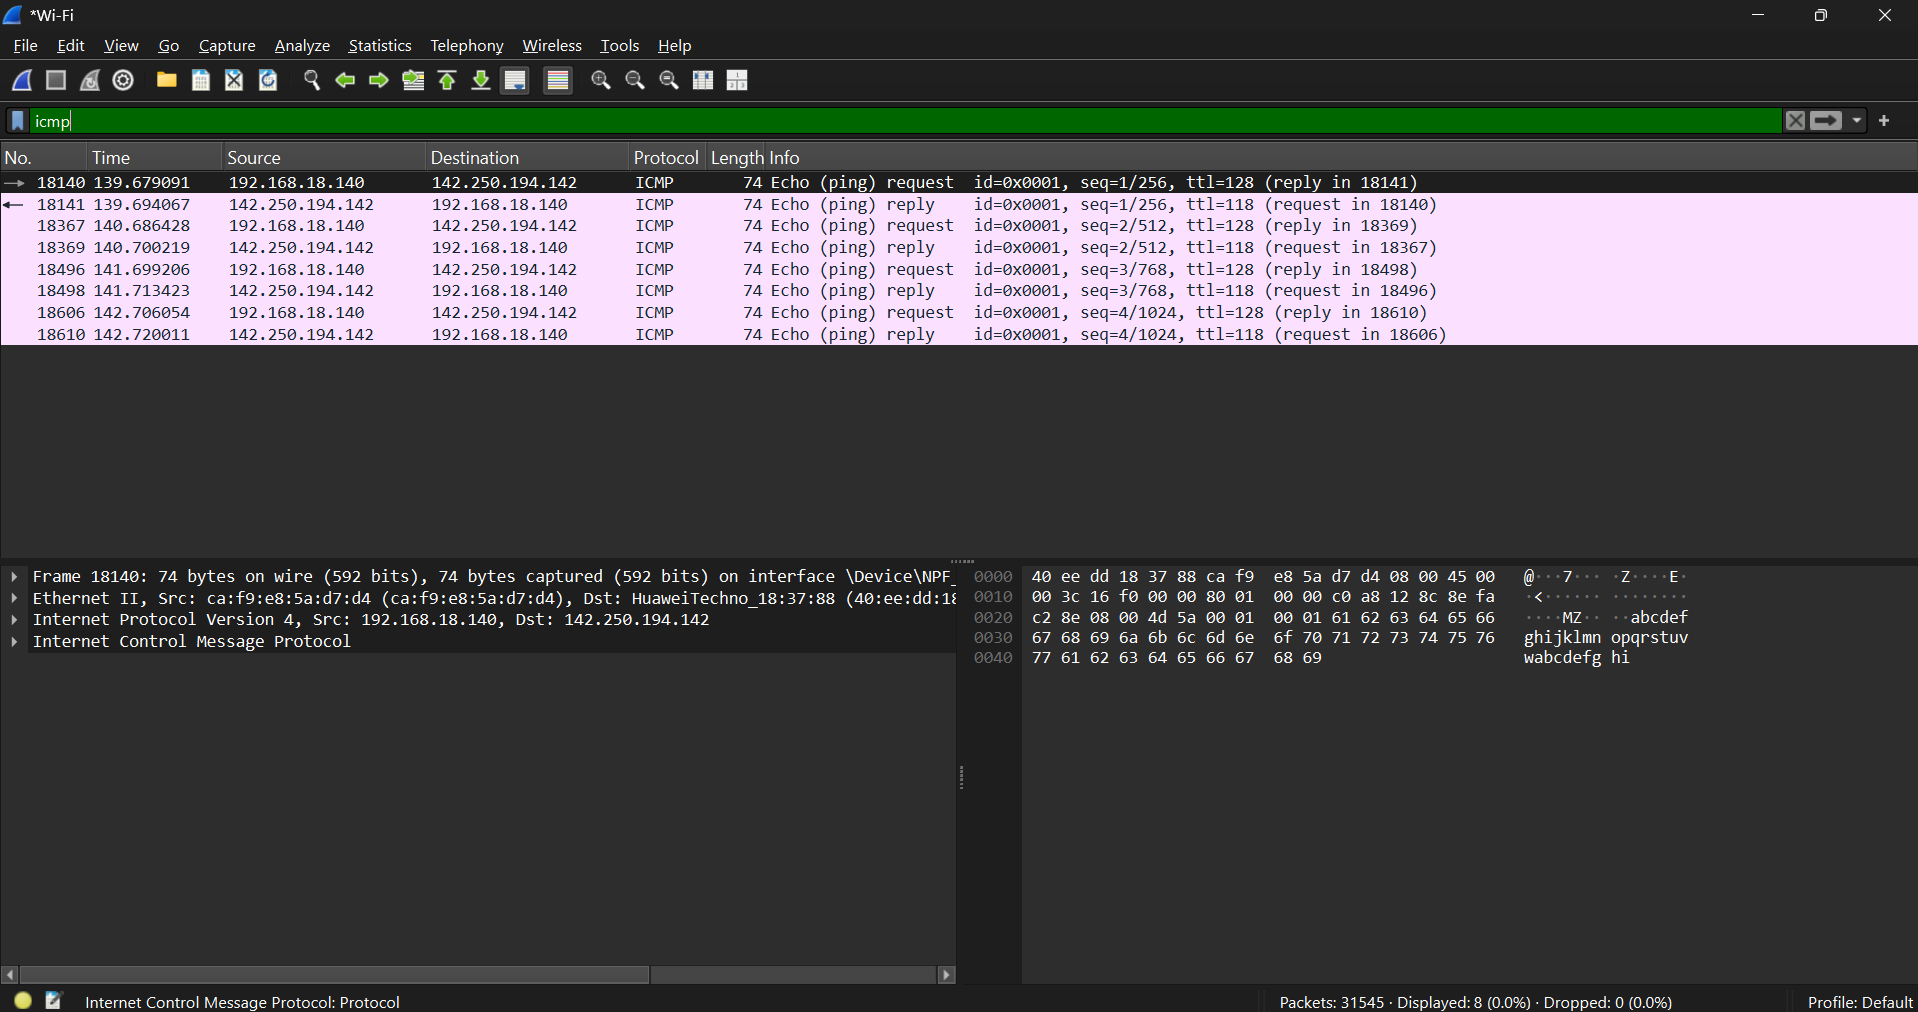 *Wi-Fi
File Edit View Go Capture Analyze Statistics Telephony Wireless Tools Help
icmp
No. Time Source Destination Protocol Length Info
18140 139.679091 192.168.18.140 142.250.194.142 ICMP 74 Echo (ping) request id=0x0001, seq=1/256, ttl=128 (reply in 18141)
18141 139.694067 142.250.194.142 192.168.18.140 ICMP 74 Echo (ping) reply id=0x0001, seq=1/256, ttl=118 (request in 18140)
18367 140.686428 192.168.18.140 142.250.194.142 ICMP 74 Echo (ping) request id=0x0001, seq=2/512, ttl=128 (reply in 18369)
18369 140.700219 142.250.194.142 192.168.18.140 ICMP 74 Echo (ping) reply id=0x0001, seq=2/512, ttl=118 (request in 18367)
18496 141.699206 192.168.18.140 142.250.194.142 ICMP 74 Echo (ping) request id=0x0001, seq=3/768, ttl=128 (reply in 18498)
18498 141.713423 142.250.194.142 192.168.18.140 ICMP 74 Echo (ping) reply id=0x0001, seq=3/768, ttl=118 (request in 18496)
18606 142.706054 192.168.18.140 142.250.194.142 ICMP 74 Echo (ping) request id=0x0001, seq=4/1024, ttl=128 (reply in 18610)
18610 142.720011 142.250.194.142 192.168.18.140 ICMP 74 Echo (ping) reply id=0x0001, seq=4/1024, ttl=118 (request in 18606)
Frame 18140: 74 bytes on wire (592 bits), 74 bytes captured (592 bits) on interface \Device\NPF_
Ethernet II, Src: ca:f9:e8:5a:d7:d4 (ca:f9:e8:5a:d7:d4), Dst: HuaweiTechno_18:37:88 (40:ee:dd:18
Internet Protocol Version 4, Src: 192.168.18.140, Dst: 142.250.194.142
Internet Control Message Protocol
0000 40 ee dd 18 37 88 ca f9 e8 5a d7 d4 08 00 45 00 @···7··· ·Z····E·
0010 00 3c 16 f0 00 00 80 01 00 00 c0 a8 12 8c 8e fa ·<······ ········
0020 c2 8e 08 00 4d 5a 00 01 00 01 61 62 63 64 65 66 ····MZ·· ··abcdef
0030 67 68 69 6a 6b 6c 6d 6e 6f 70 71 72 73 74 75 76 ghijklmn opqrstuv
0040 77 61 62 63 64 65 66 67 68 69 wabcdefg hi
Internet Control Message Protocol: Protocol
Packets: 31545 · Displayed: 8 (0.0%) · Dropped: 0 (0.0%)
Profile: Default